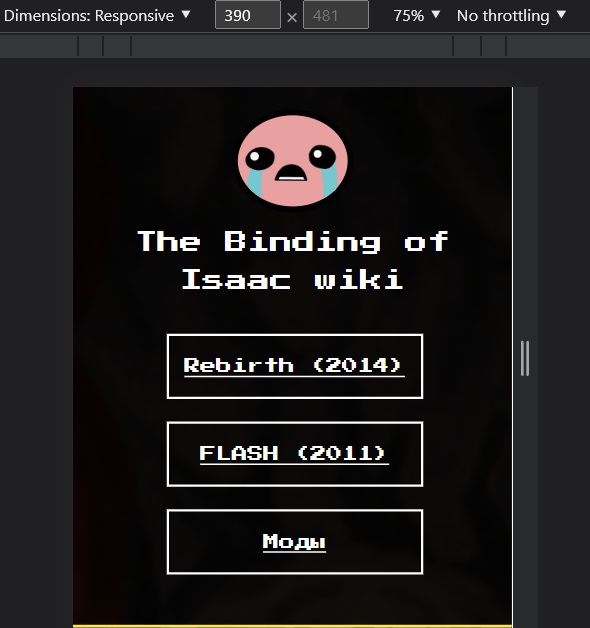 Dimensions: Responsive ▼ 390 × 481 75% ▼ No throttling ▼
The Binding of
Isaac wiki
Rebirth (2014)
FLASH (2011)
Моды